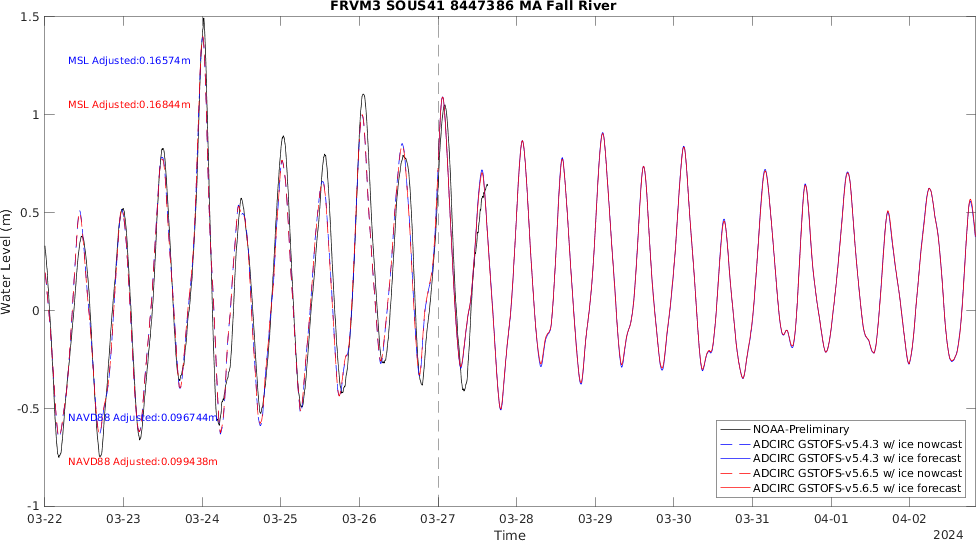 FRVM3 SOUS41 8447386 MA Fall River
Water Level (m)
1.5
1
0.5
0
-0.5
-1
MSL Adjusted:0.16574m
MSL Adjusted:0.16844m
NAVD88 Adjusted:0.096744m
NAVD88 Adjusted:0.099438m
NOAA-Preliminary
ADCIRC GSTOFS-v5.4.3 w/ ice nowcast
ADCIRC GSTOFS-v5.4.3 w/ ice forecast
ADCIRC GSTOFS-v5.6.5 w/ ice nowcast
ADCIRC GSTOFS-v5.6.5 w/ ice forecast
03-22 03-23 03-24 03-25 03-26 03-27 03-28 03-29 03-30 03-31 04-01 04-02
Time
2024